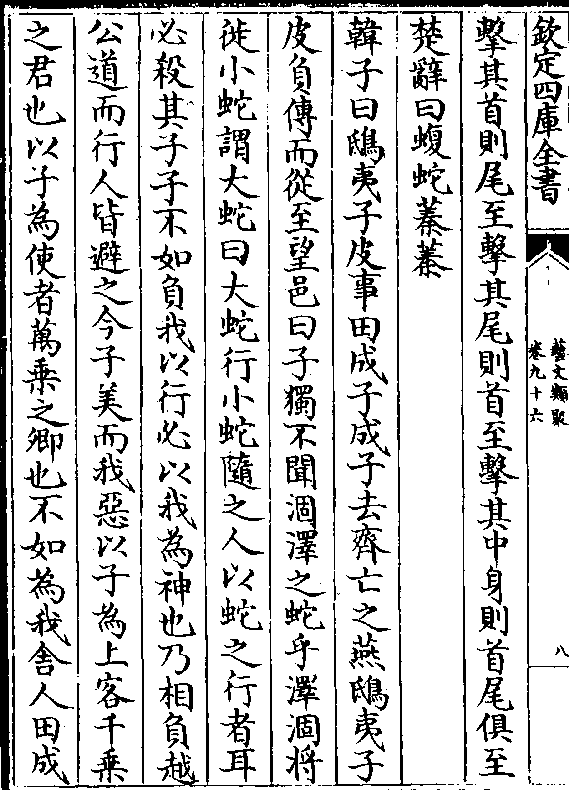 欽定四庫全書
藝文類聚
卷九十六
八
擊其首則尾至擊其尾則首至擊其中身則首尾俱至
楚辭曰蝮蛇蓁蓁
韓子曰鴟夷子皮事田成子成子去齊亡之燕鴟夷子
皮負傳而從至望邑曰子獨不聞涸澤之蛇乎澤涸將
徙小蛇謂大蛇曰大蛇行小蛇隨之人以蛇之行者耳
必殺其子子不如負我以行必以我為神也乃相負越
公道而行人皆避之今子美而我惡以子為上客千乗
之君也以子為使者萬乗之卿也不如為我舎人田成